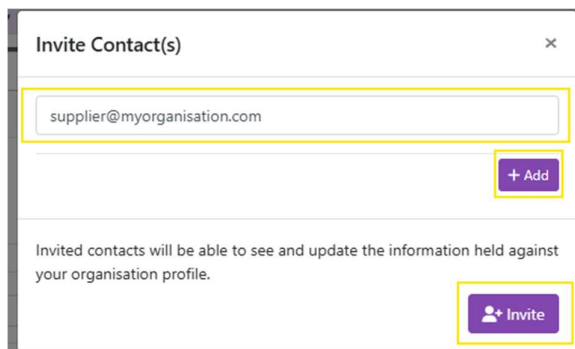 Invite Contact(s)
×
supplier@myorganisation.com
+ Add
Invited contacts will be able to see and update the information held against
your organisation profile.
Invite